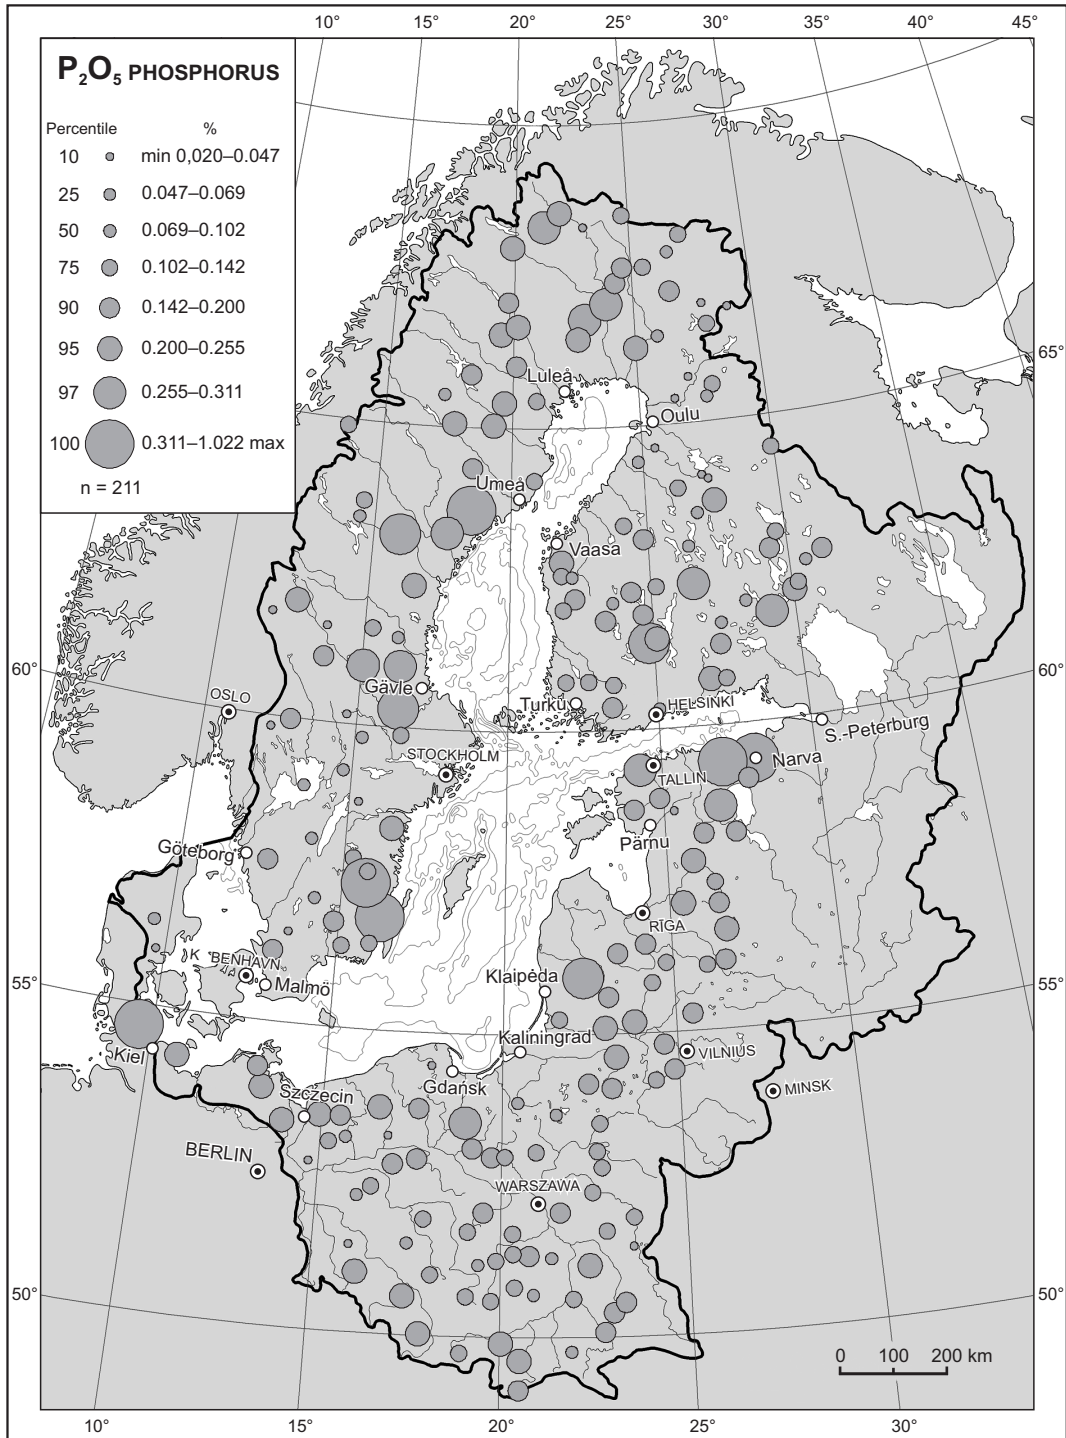 10° 15° 20° 25° 30° 35° 40° 45°
P₂O₅ PHOSPHORUS
Percentile %
10 min 0,020–0.047
25 0.047–0.069
50 0.069–0.102
75 0.102–0.142
90 0.142–0.200
95 0.200–0.255
97 0.255–0.311
100 0.311–1.022 max
n = 211
65°
Luleå
Oulu
Umeå
Vaasa
60° 60°
Gävle
OSLO
Turku
HELSINKI
S.-Peterburg
STOCKHOLM
Narva
TALLIN
Pärnu
Göteborg
RĪGA
K BENHAVN
Malmö
Klaipėda
55° 55°
Kaliningrad
Kiel
VILNIUS
Gdańsk
MINSK
Szczecin
BERLIN
WARSZAWA
50° 50°
0 100 200 km
10° 15° 20° 25° 30°